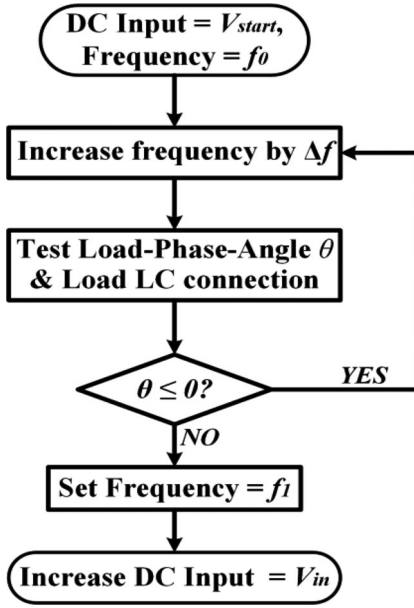 DC Input = Vstart,
Frequency = f0
Increase frequency by Δf
Test Load-Phase-Angle θ
& Load LC connection
θ ≤ 0?
YES
NO
Set Frequency = f1
Increase DC Input = Vin